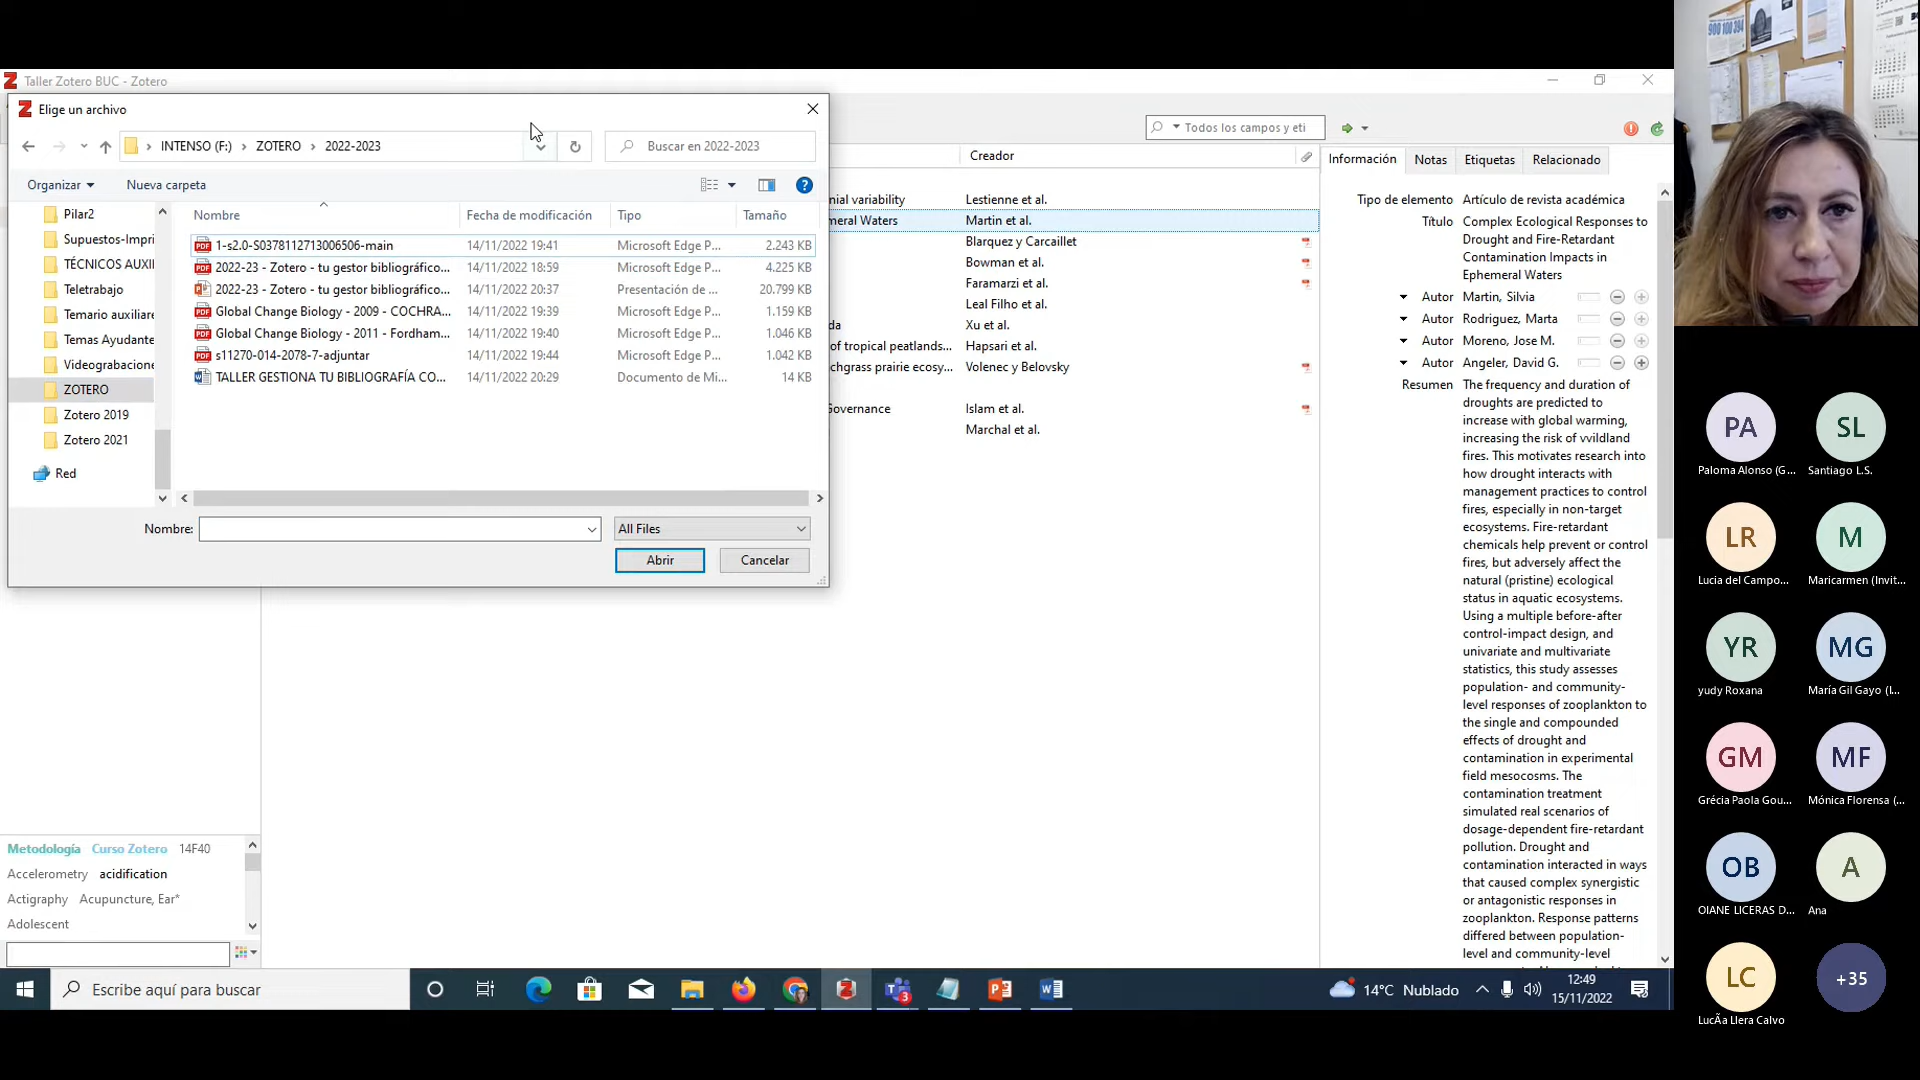 Taller Zotero BUC - Zotero
Elige un archivo
INTENSO (F:) > ZOTERO > 2022-2023
Buscar en 2022-2023
Organizar
Nueva carpeta
Nombre
Fecha de modificación
Tipo
Tamaño
1-s2.0-S0378112713006506-main 14/11/2022 19:41 Microsoft Edge P... 2.243 KB
2022-23 - Zotero - tu gestor bibliográfico... 14/11/2022 18:59 Microsoft Edge P... 4.225 KB
2022-23 - Zotero - tu gestor bibliográfico... 14/11/2022 20:37 Presentación de ... 20.799 KB
Global Change Biology - 2009 - COCHRA... 14/11/2022 19:39 Microsoft Edge P... 1.159 KB
Global Change Biology - 2011 - Fordham... 14/11/2022 19:40 Microsoft Edge P... 1.046 KB
s11270-014-2078-7-adjuntar 14/11/2022 19:44 Microsoft Edge P... 1.042 KB
TALLER GESTIONA TU BIBLIOGRAFÍA CO... 14/11/2022 20:29 Documento de Mi... 14 KB
Pilar2
Supuestos-Impri
TÉCNICOS AUXI
Teletrabajo
Temario auxiliare
Temas Ayudante
Videograbacione
ZOTERO
Zotero 2019
Zotero 2021
Red
Nombre:
All Files
Abrir
Cancelar
Todos los campos y eti
Creador
nial variability Lestienne et al.
emeral Waters Martin et al.
Blarquez y Carcaillet
Bowman et al.
Faramarzi et al.
Leal Filho et al.
da Xu et al.
of tropical peatlands... Hapsari et al.
chgrass prairie ecosy... Volenec y Belovsky
Governance Islam et al.
Marchal et al.
Información
Notas
Etiquetas
Relacionado
Tipo de elemento Artículo de revista académica
Título Complex Ecological Responses to
Drought and Fire-Retardant
Contamination Impacts in
Ephemeral Waters
Autor Martin, Silvia
Autor Rodriguez, Marta
Autor Moreno, Jose M.
Autor Angeler, David G.
Resumen The frequency and duration of
droughts are predicted to
increase with global warming,
increasing the risk of vvildland
fires. This motivates research into
how drought interacts with
management practices to control
fires, especially in non-target
ecosystems. Fire-retardant
chemicals help prevent or control
fires, but adversely affect the
natural (pristine) ecological
status in aquatic ecosystems.
Using a multiple before-after
control-impact design, and
univariate and multivariate
statistics, this study assesses
population- and community-
level responses of zooplankton to
the single and compounded
effects of drought and
contamination in experimental
field mesocosms. The
contamination treatment
simulated real scenarios of
dosage-dependent fire-retardant
pollution. Drought and
contamination interacted in ways
that caused complex synergistic
or antagonistic responses in
zooplankton. Response patterns
differed between population-
level and community-level
Metodología Curso Zotero 14F40
Accelerometry acidification
Actigraphy Acupuncture, Ear*
Adolescent
Escribe aquí para buscar
3
14°C Nublado
12:49
15/11/2022
900 100 394
PA
Paloma Alonso (G...
SL
Santiago L.S.
LR
Lucia del Campo...
M
Maricarmen (Invit...
YR
yudy Roxana
MG
María Gil Gayo (I...
GM
Grécia Paola Gou...
MF
Mónica Florensa (...
OB
OIANE LICERAS D...
A
Ana
LC
LucÃa Llera Calvo
+35